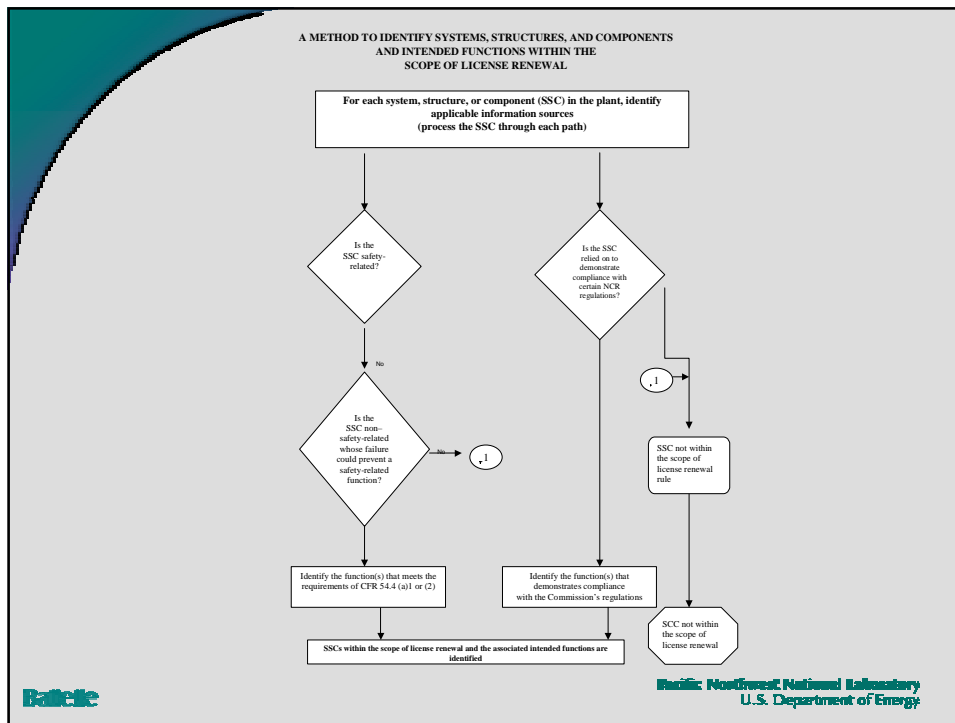 A METHOD TO IDENTIFY SYSTEMS, STRUCTURES, AND COMPONENTS
AND INTENDED FUNCTIONS WITHIN THE
SCOPE OF LICENSE RENEWAL
For each system, structure, or component (SSC) in the plant, identify
applicable information sources
(process the SSC through each path)
Is the
SSC safety-
related?
Is the SSC
relied on to
demonstrate
compliance with
certain NCR
regulations?
No
1
Is the
SSC non–
safety-related
whose failure
could prevent a
safety-related
function?
No
1
SSC not within
the scope of
license renewal
rule
Identify the function(s) that meets the
requirements of CFR 54.4 (a)1 or (2)
Identify the function(s) that
demonstrates compliance
with the Commission's regulations
SCC not within
the scope of
license renewal
SSCs within the scope of license renewal and the associated intended functions are
identified
Battelle
Pacific Northwest National Laboratory
U.S. Department of Energy